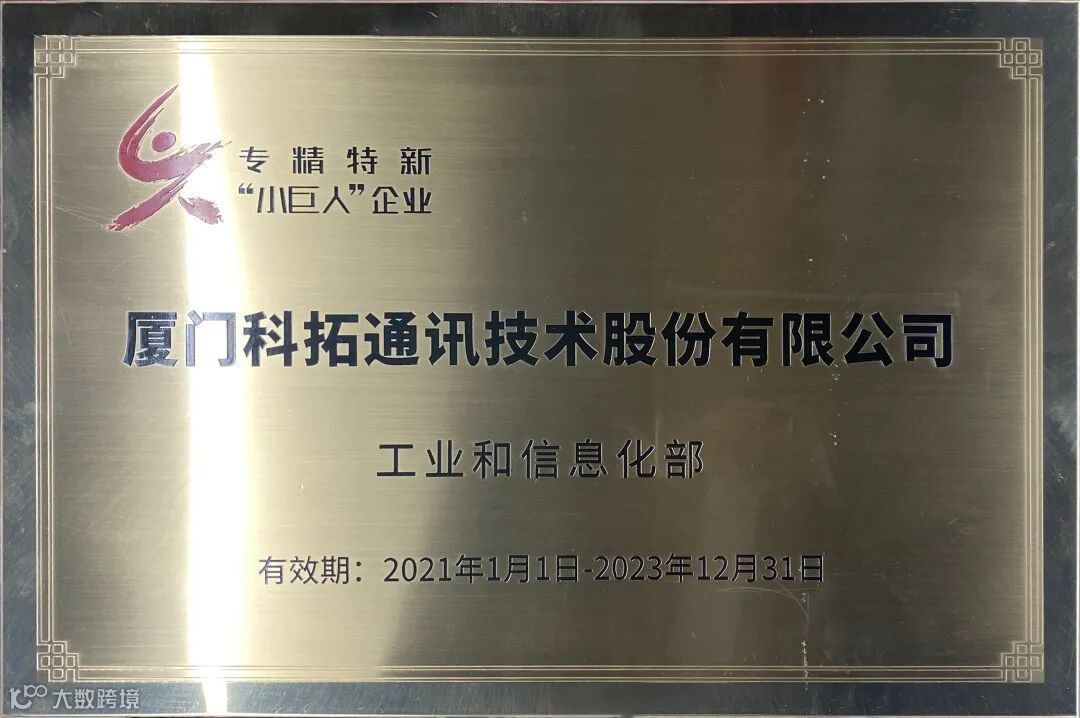 专精特新
“小巨人”企业
厦门科拓通讯技术股份有限公司
工业和信息化部
有效期：2021年1月1日-2023年12月31日
大数跨境